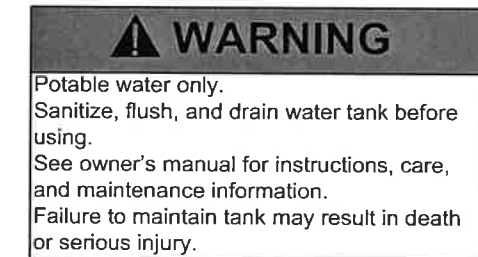 WARNING
Potable water only.
Sanitize, flush, and drain water tank before
using.
See owner's manual for instructions, care,
and maintenance information.
Failure to maintain tank may result in death
or serious injury.